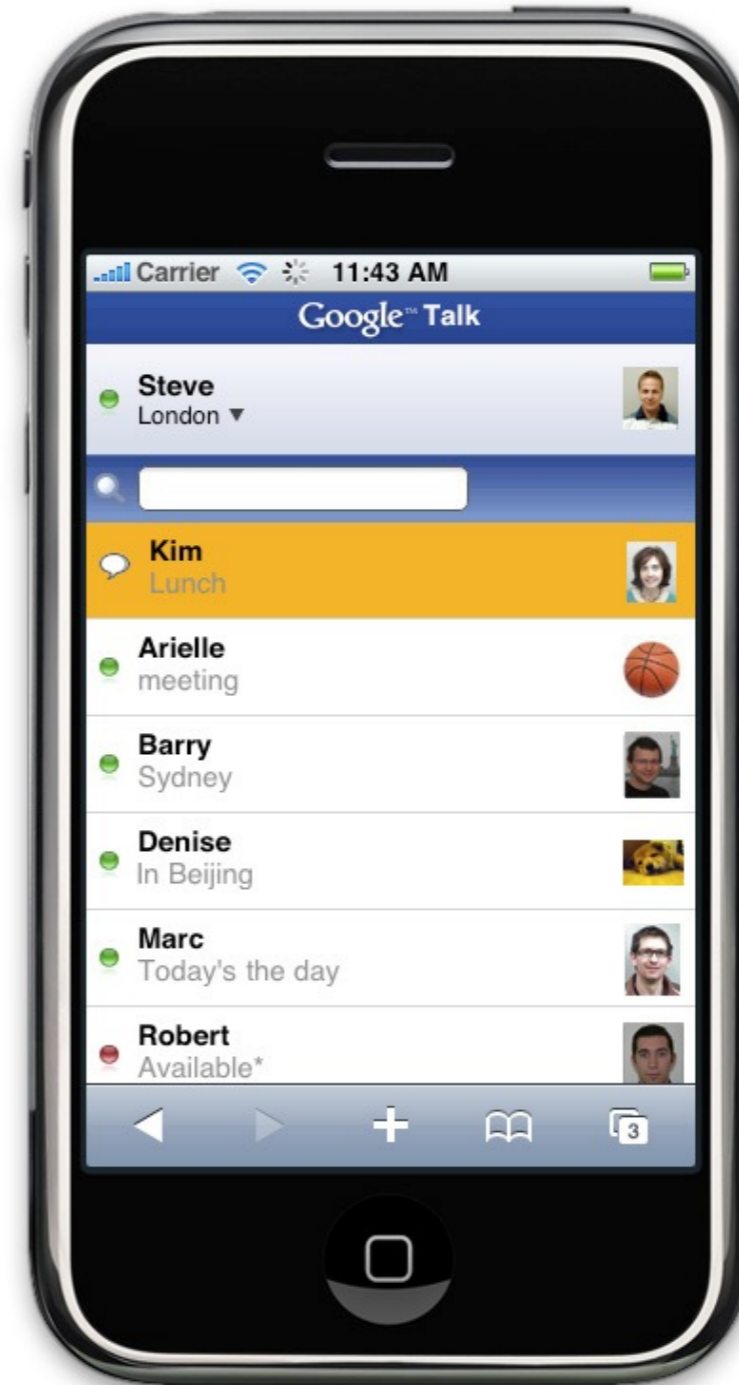 Carrier 11:43 AM
Google™ Talk
Steve
London ▼
Kim
Lunch
Arielle
meeting
Barry
Sydney
Denise
In Beijing
Marc
Today's the day
Robert
Available*
3